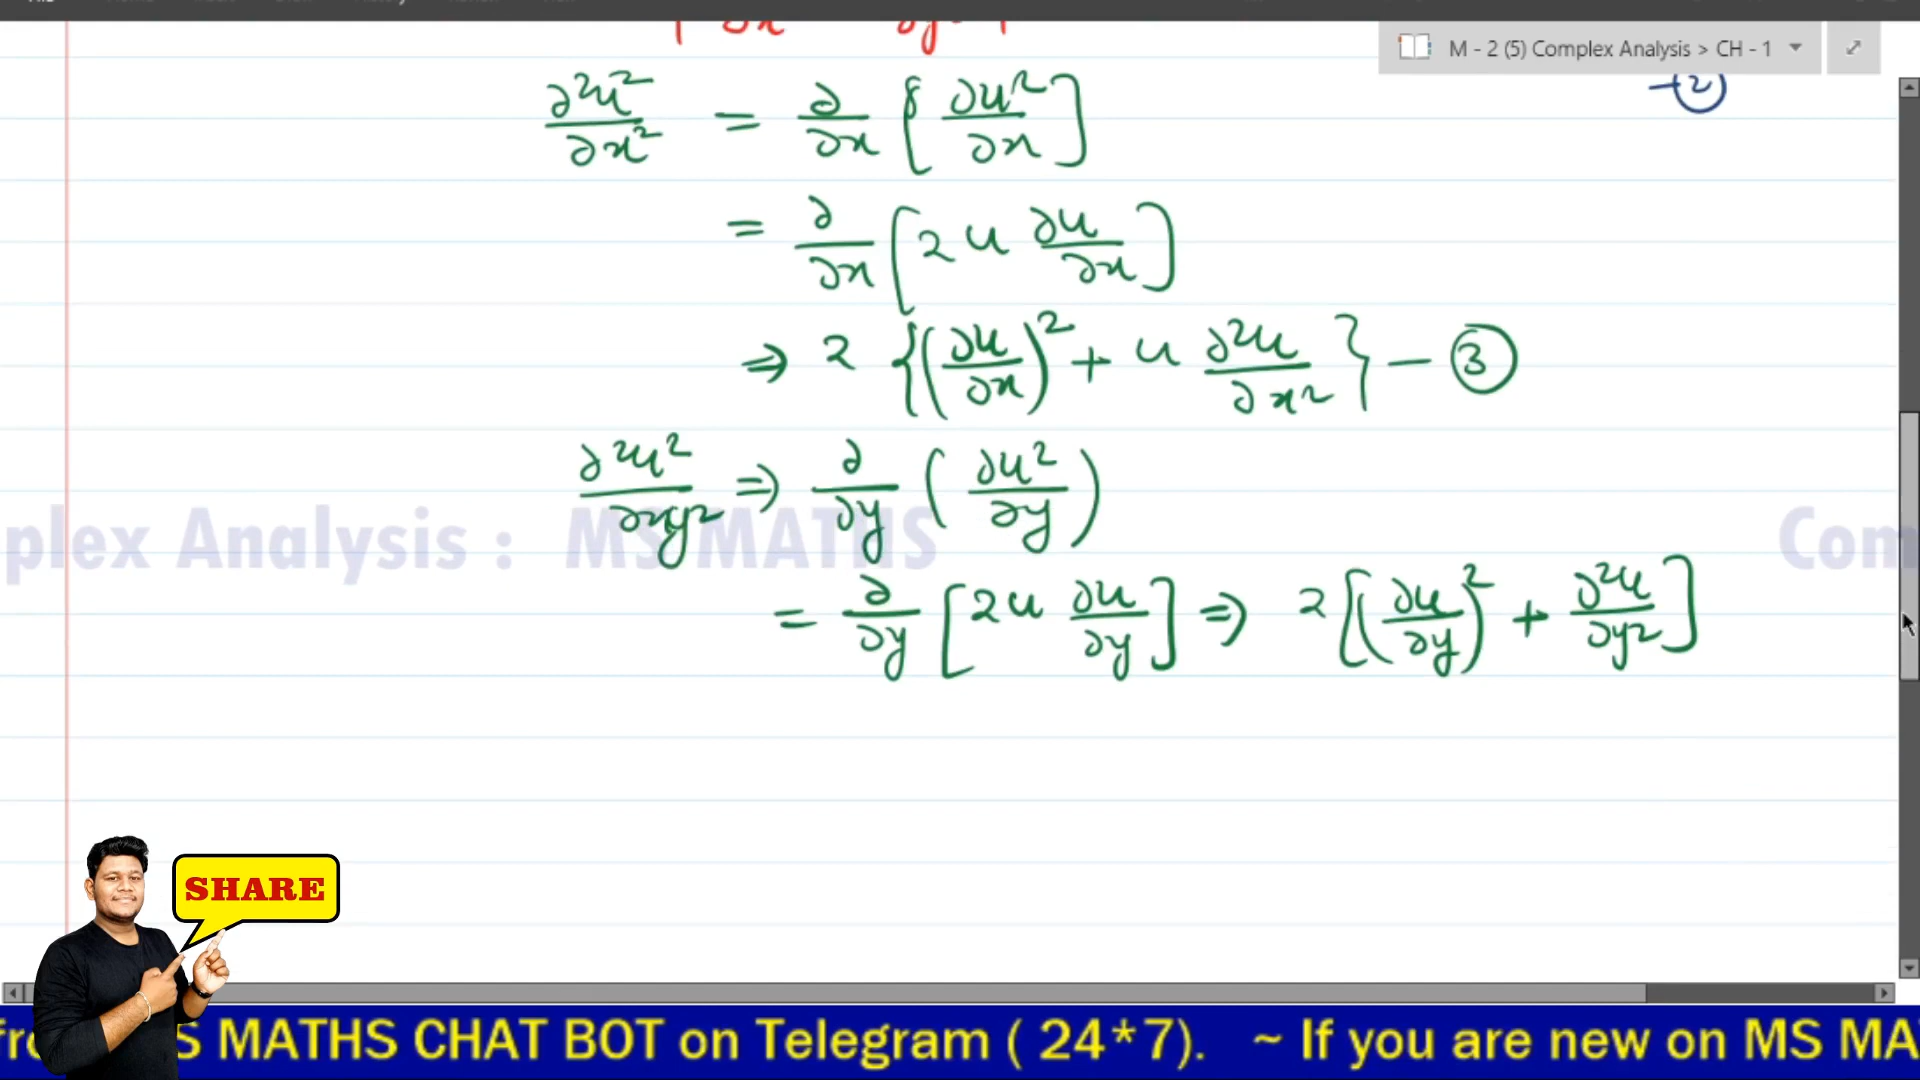 M - 2 (5) Complex Analysis > CH - 1
— ②
∂²u²/∂x² = ∂/∂x [ ∂u²/∂x ]
= ∂/∂x [ 2 u ∂u/∂x ]
⇒ 2 { (∂u/∂x)² + u ∂²u/∂x² } — ③
∂²u²/∂y² ⇒ ∂/∂y ( ∂u²/∂y )
plex Analysis : MS MATHS Com
= ∂/∂y [ 2u ∂u/∂y ] ⇒ 2 [ (∂u/∂y)² + ∂²u/∂y² ]
SHARE
S MATHS CHAT BOT on Telegram ( 24*7). ~ If you are new on MS MA